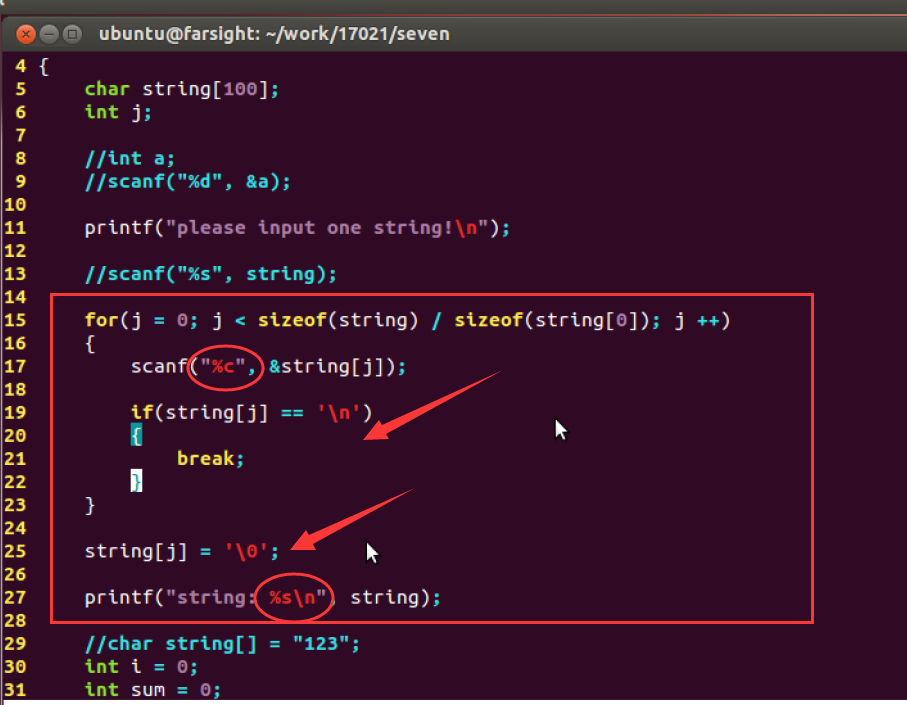 ubuntu@farsight: ~/work/17021/seven
4 {
5     char string[100];
6     int j;
7
8     //int a;
9     //scanf("%d", &a);
10
11     printf("please input one string!\n");
12
13     //scanf("%s", string);
14
15     for(j = 0; j < sizeof(string) / sizeof(string[0]); j ++)
16     {
17         scanf("%c", &string[j]);
18
19         if(string[j] == '\n')
20         {
21             break;
22         }
23     }
24
25     string[j] = '\0';
26
27     printf("string: %s\n", string);
28
29     //char string[] = "123";
30     int i = 0;
31     int sum = 0;